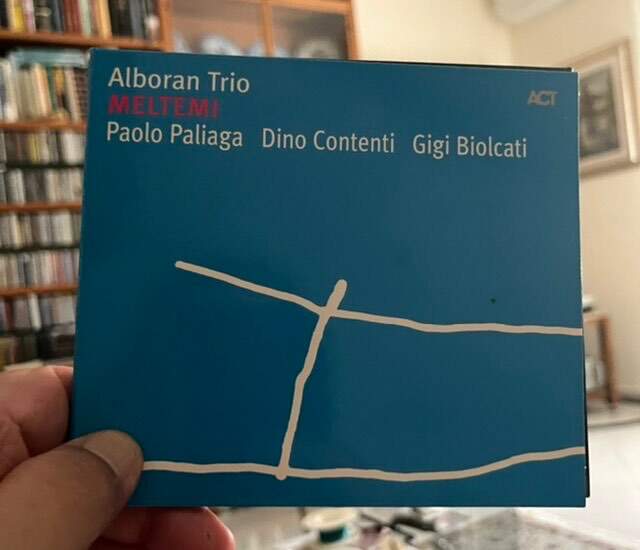 Alboran Trio
MELTEMI
ACT
Paolo Paliaga Dino Contenti Gigi Biolcati